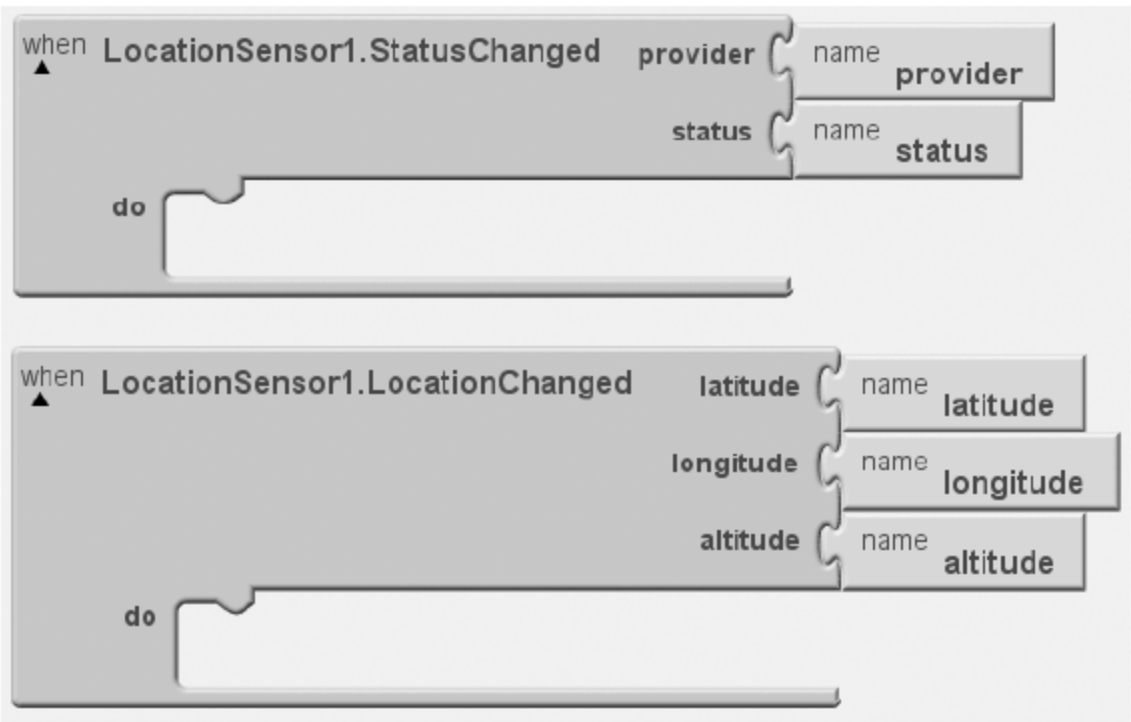 when LocationSensor1.StatusChanged provider name provider
status name status
do
when LocationSensor1.LocationChanged latitude name latitude
longitude name longitude
altitude name altitude
do